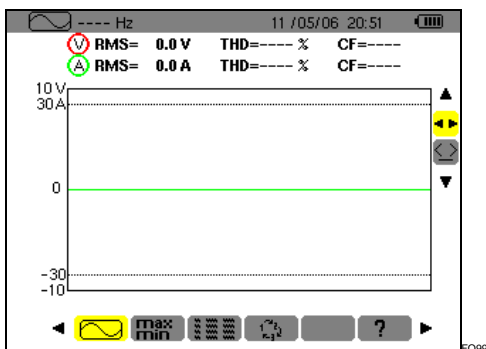 ---- Hz 11/05/06 20:51
V RMS= 0.0 V THD=---- % CF=----
A RMS= 0.0 A THD=---- % CF=----
10 V
30 A
0
-30
-10
max
min
?